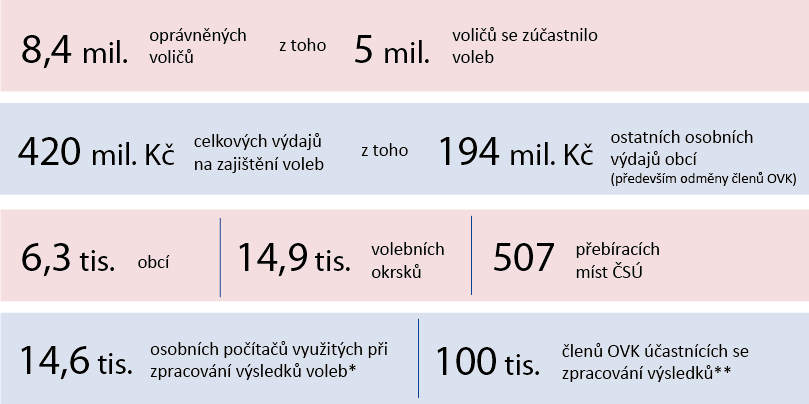 8,4 mil. oprávněných voličů z toho 5 mil. voličů se zúčastnilo voleb
420 mil. Kč celkových výdajů na zajištění voleb z toho 194 mil. Kč ostatních osobních výdajů obcí (především odměny členů OVK)
6,3 tis. obcí 14,9 tis. volebních okrsků 507 přebíracích míst ČSÚ
14,6 tis. osobních počítačů využitých při zpracování výsledků voleb* 100 tis. členů OVK účastnících se zpracování výsledků**